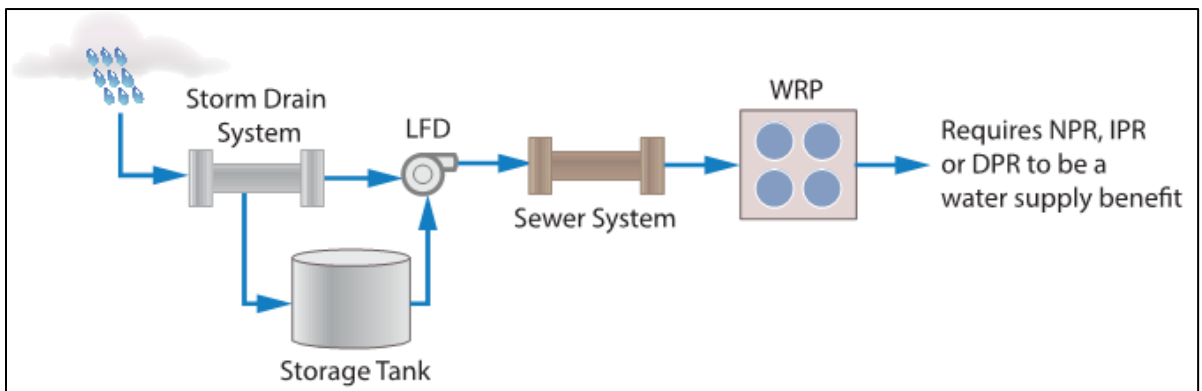 Storm Drain
System
LFD
Sewer System
Storage Tank
WRP
Requires NPR, IPR
or DPR to be a
water supply benefit